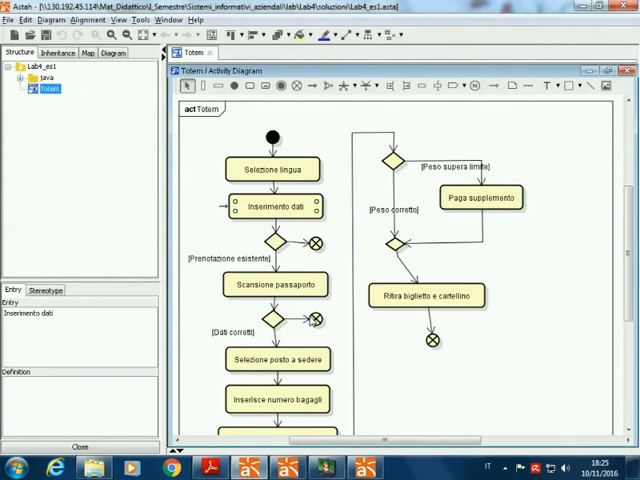 Astah - [\\130.192.45.114\Mat_Didattico\I_Semestre\Sistemi_informativi_aziendali\lab\Lab4\soluzioni\Lab4_es1.asta]
File Edit Diagram Alignment View Tools Window Help
Structure Inheritance Map Diagram
Lab4_es1
java
Totem
Totem
Totem / Activity Diagram
act Totem
Selezione lingua
Inserimento dati
[Prenotazione esistente]
Scansione passaporto
[Dati corretti]
Selezione posto a sedere
Inserisce numero bagagli
[Peso supera limite]
Paga supplemento
[Peso corretto]
Ritira biglietto e cartellino
Entry Stereotype
Entry
Inserimento dati
Definition
Close
IT
18:25
10/11/2016